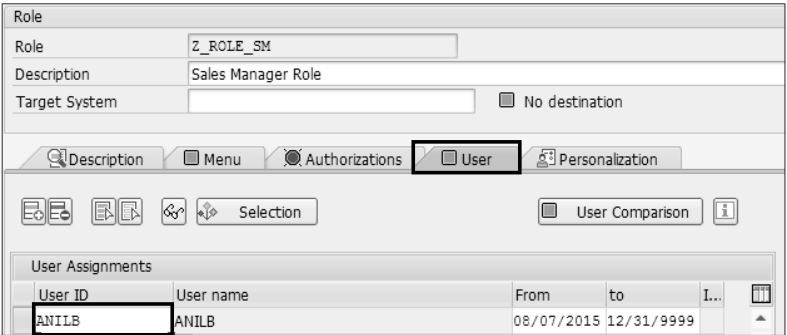 Role
Role Z_ROLE_SM
Description Sales Manager Role
Target System No destination
Description Menu Authorizations User Personalization
Selection User Comparison
User Assignments
User ID User name From to I...
ANILB ANILB 08/07/2015 12/31/9999